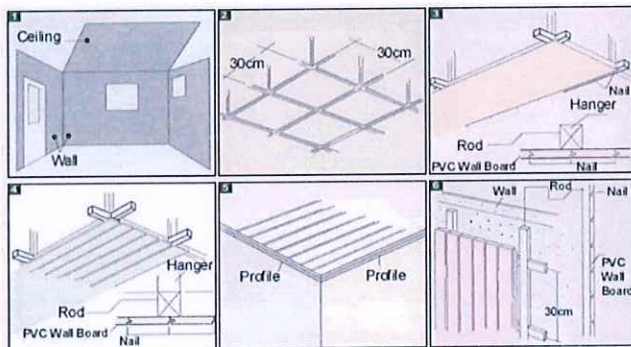 1
Ceiling
Wall
2
30cm
30cm
3
Nail
Hanger
Rod
PVC Wall Board
Nail
4
Hanger
Rod
PVC Wall Board
Nail
5
Profile
Profile
6
Rod
Nail
Wall
PVC
Wall
Board
30cm